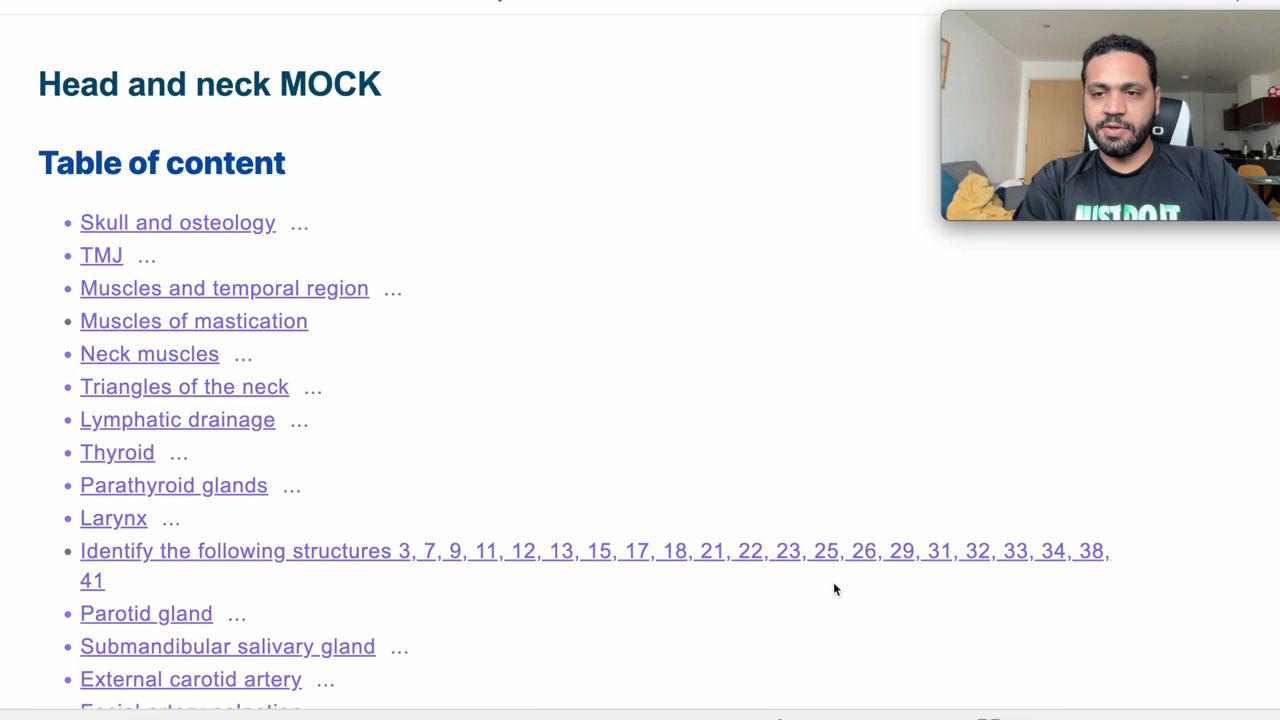 Head and neck MOCK
Table of content
• Skull and osteology ...
• TMJ ...
• Muscles and temporal region ...
• Muscles of mastication
• Neck muscles ...
• Triangles of the neck ...
• Lymphatic drainage ...
• Thyroid ...
• Parathyroid glands ...
• Larynx ...
• Identify the following structures 3, 7, 9, 11, 12, 13, 15, 17, 18, 21, 22, 23, 25, 26, 29, 31, 32, 33, 34, 38,
41
• Parotid gland ...
• Submandibular salivary gland ...
• External carotid artery ...
JUST DO IT